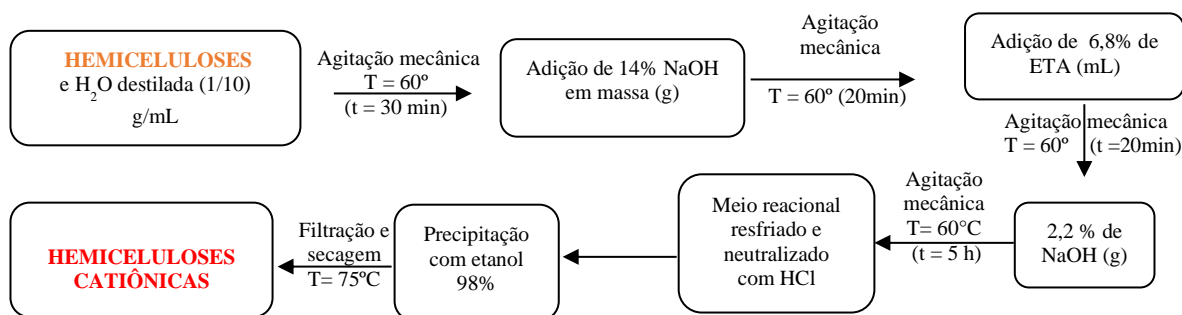 HEMICELULOSES
e H₂O destilada (1/10)
g/mL
Agitação mecânica
T = 60º
(t = 30 min)
Adição de 14% NaOH
em massa (g)
Agitação
mecânica
T = 60º (20min)
Adição de  6,8% de
ETA (mL)
Agitação mecânica
T = 60º (t =20min)
2,2 % de
NaOH (g)
Agitação
mecânica
T= 60°C
(t = 5 h)
Meio reacional
resfriado e
neutralizado
com HCl
Precipitação
com etanol
98%
Filtração e
secagem
T= 75ºC
HEMICELULOSES
CATIÔNICAS